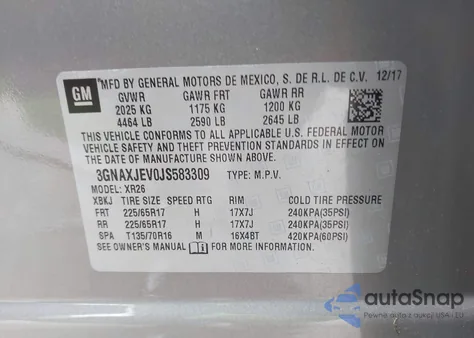 GM
MFD BY GENERAL MOTORS DE MEXICO, S. DE R.L. DE C.V. 12/17
GVWR GAWR FRT GAWR RR
2025 KG 1175 KG 1200 KG
4464 LB 2590 LB 2645 LB
THIS VEHICLE CONFORMS TO ALL APPLICABLE U.S. FEDERAL MOTOR
VEHICLE SAFETY AND THEFT PREVENTION STANDARDS IN EFFECT ON
THE DATE OF MANUFACTURE SHOWN ABOVE.
3GNAXJEV0JS583309 TYPE: M.P.V.
MODEL: XR26
XBKJ TIRE SIZE SPEED RTG RIM COLD TIRE PRESSURE
FRT 225/65R17 H 17X7J 240KPA(35PSI)
RR 225/65R17 H 17X7J 240KPA(35PSI)
SPA T135/70R16 M 16X4BT 420KPA(60PSI)
SEE OWNER'S MANUAL FOR MORE INFORMATION.
autoSnap